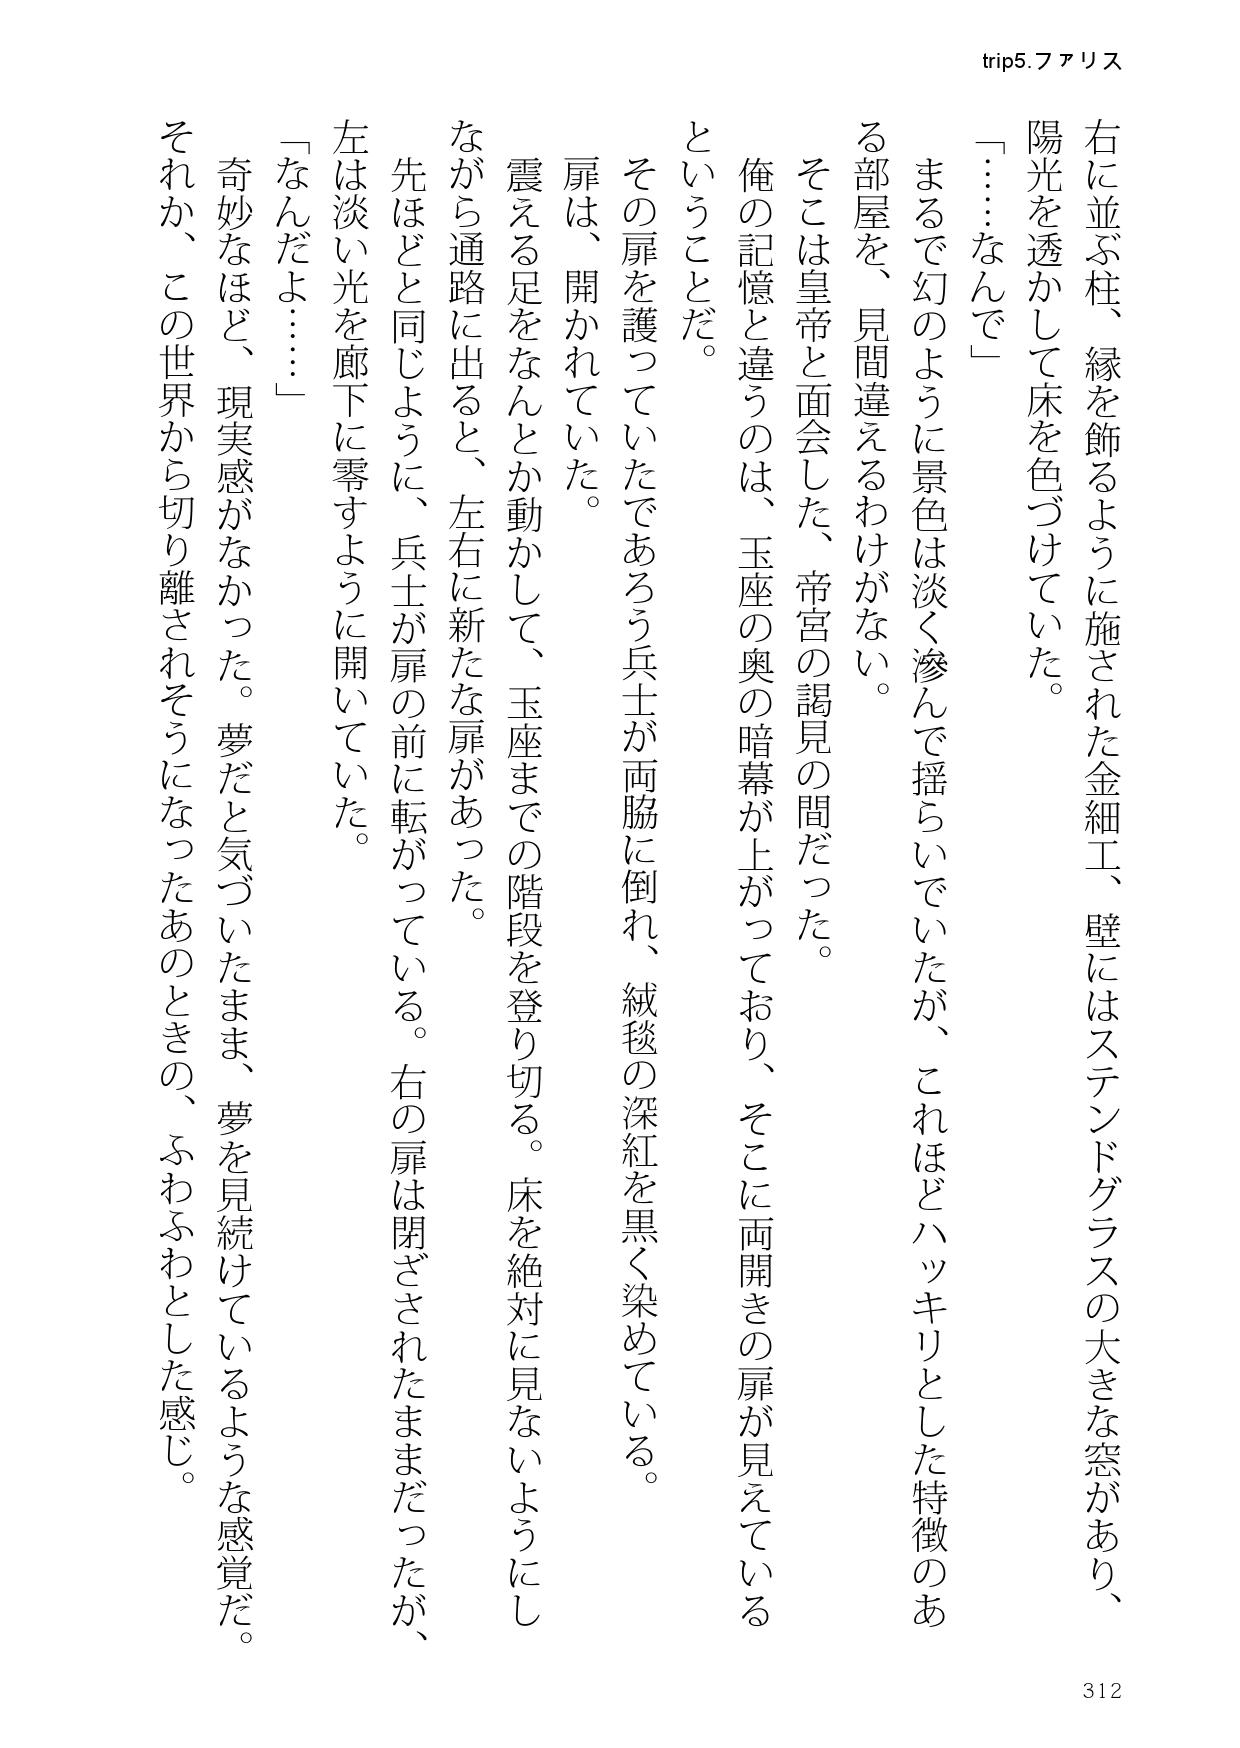 trip5.ファリス
右に並ぶ柱、縁を飾るように施された金細工、壁にはステンドグラスの大きな窓があり、
陽光を透かして床を色づけていた。
「……なんで」
　まるで幻のように景色は淡く滲んで揺らいでいたが、これほどハッキリとした特徴のあ
る部屋を、見間違えるわけがない。
　そこは皇帝と面会した、帝宮の謁見の間だった。
　俺の記憶と違うのは、玉座の奥の暗幕が上がっており、そこに両開きの扉が見えている
ということだ。
　その扉を護っていたであろう兵士が両脇に倒れ、絨毯の深紅を黒く染めている。
　扉は、開かれていた。
　震える足をなんとか動かして、玉座までの階段を登り切る。床を絶対に見ないようにし
ながら通路に出ると、左右に新たな扉があった。
　先ほどと同じように、兵士が扉の前に転がっている。右の扉は閉ざされたままだったが、
左は淡い光を廊下に零すように開いていた。
「なんだよ……」
　奇妙なほど、現実感がなかった。夢だと気づいたまま、夢を見続けているような感覚だ。
それか、この世界から切り離されそうになったあのときの、ふわふわとした感じ。
312